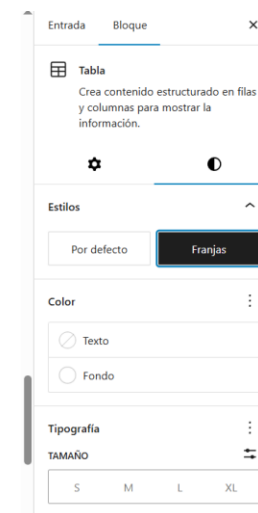 Entrada Bloque
Tabla
Crea contenido estructurado en filas
y columnas para mostrar la
información.
Estilos
Por defecto Franjas
Color
Texto
Fondo
Tipografía
TAMAÑO
S M L XL